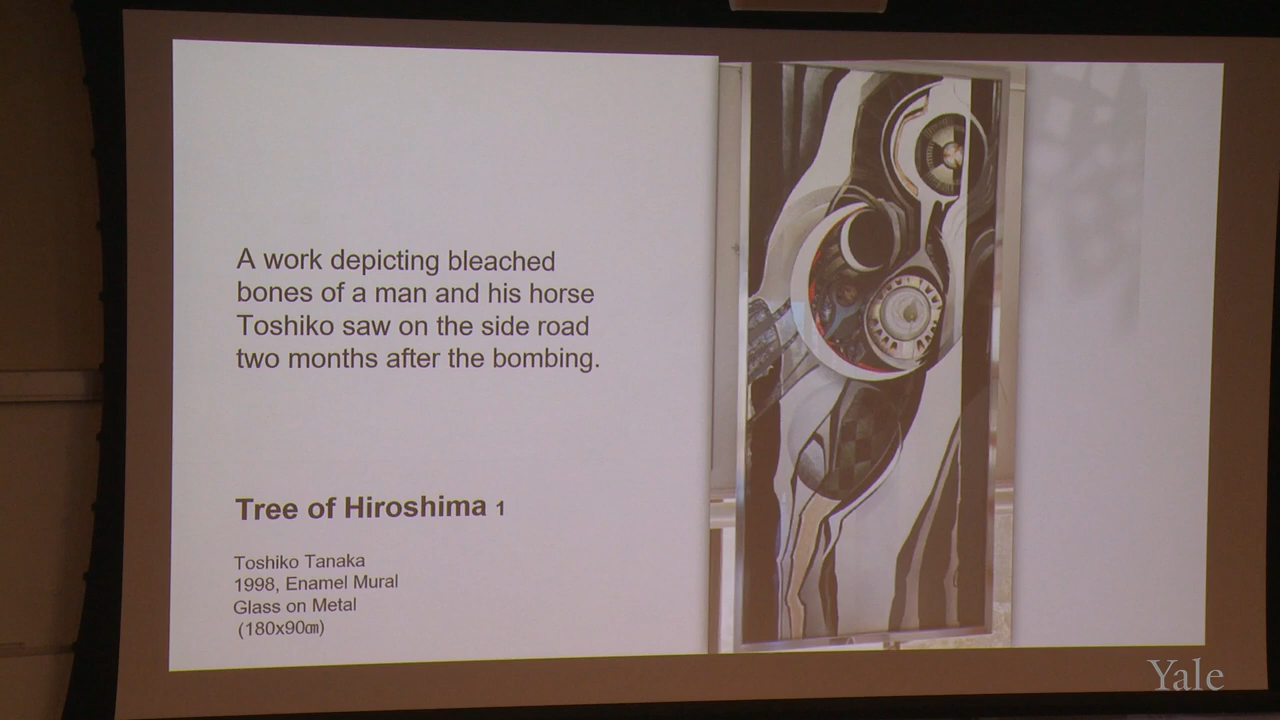 A work depicting bleached
bones of a man and his horse
Toshiko saw on the side road
two months after the bombing.
Tree of Hiroshima 1
Toshiko Tanaka
1998, Enamel Mural
Glass on Metal
(180x90㎝)
Yale